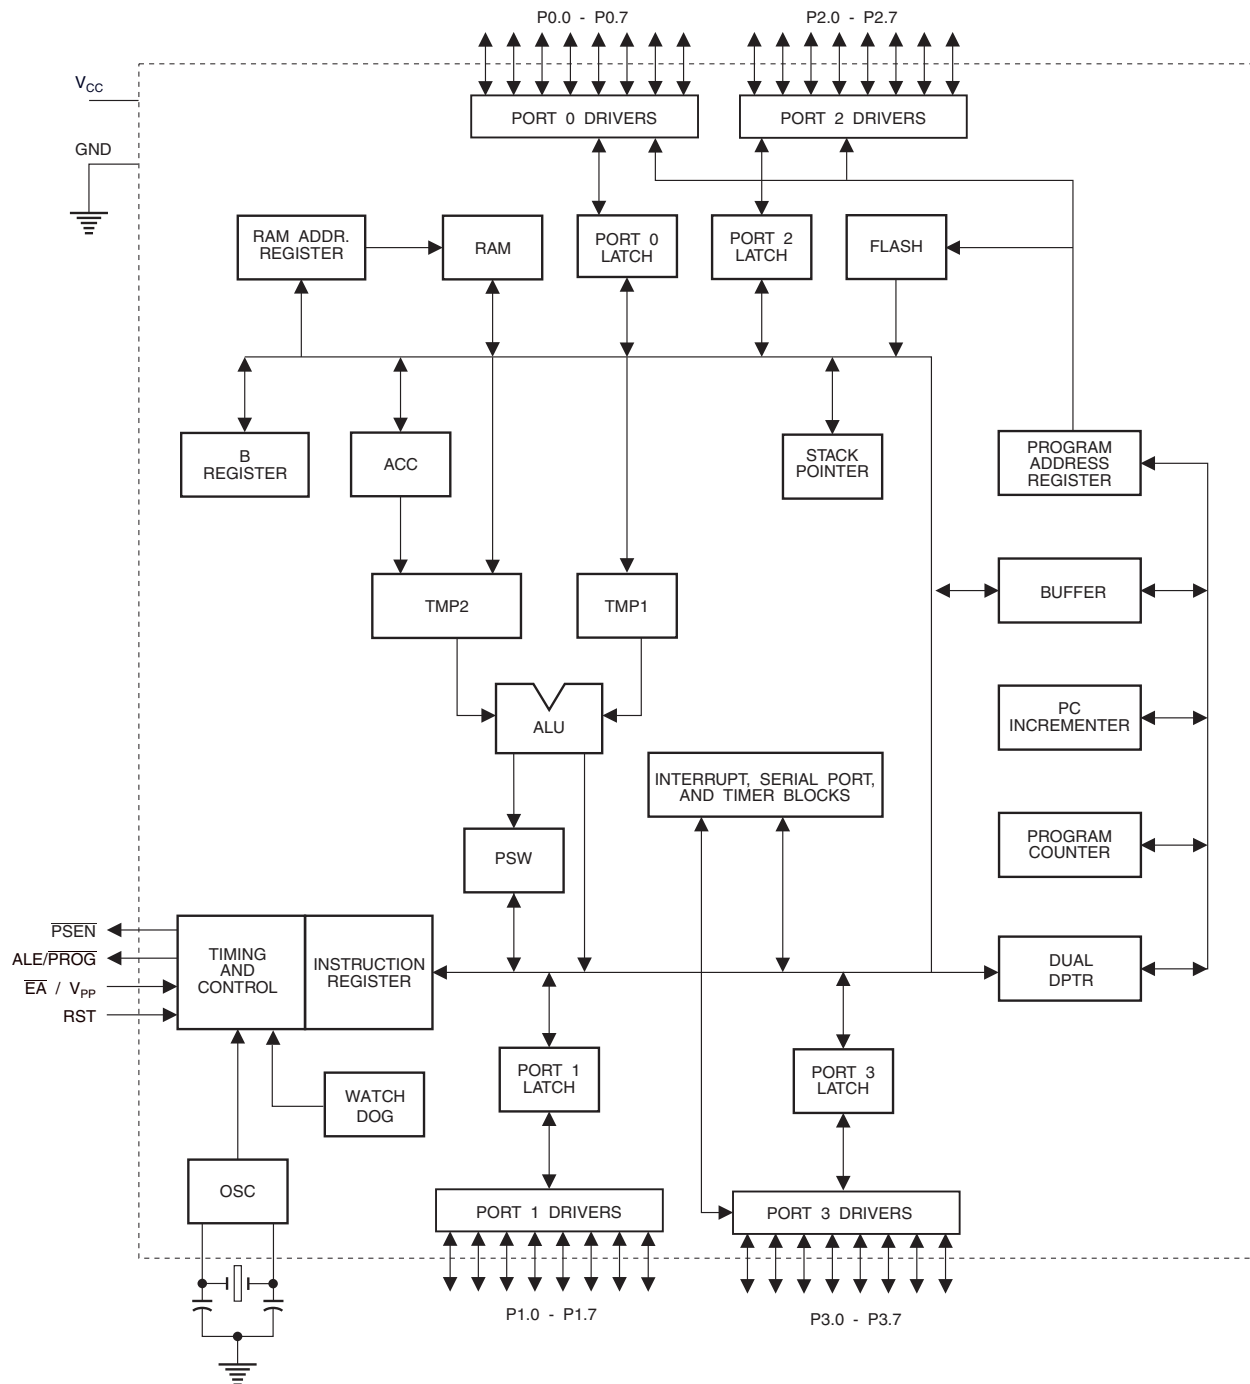 P0.0 - P0.7
P2.0 - P2.7
VCC
PORT 0 DRIVERS
PORT 2 DRIVERS
GND
RAM ADDR.
REGISTER
RAM
PORT 0
LATCH
PORT 2
LATCH
FLASH
B
REGISTER
ACC
STACK
POINTER
PROGRAM
ADDRESS
REGISTER
BUFFER
TMP2
TMP1
ALU
PC
INCREMENTER
INTERRUPT, SERIAL PORT,
AND TIMER BLOCKS
PSW
PROGRAM
COUNTER
PSEN
ALE/PROG
EA / VPP
RST
TIMING
AND
CONTROL
INSTRUCTION
REGISTER
DUAL
DPTR
PORT 1
LATCH
PORT 3
LATCH
WATCH
DOG
OSC
PORT 1 DRIVERS
PORT 3 DRIVERS
P1.0 - P1.7
P3.0 - P3.7